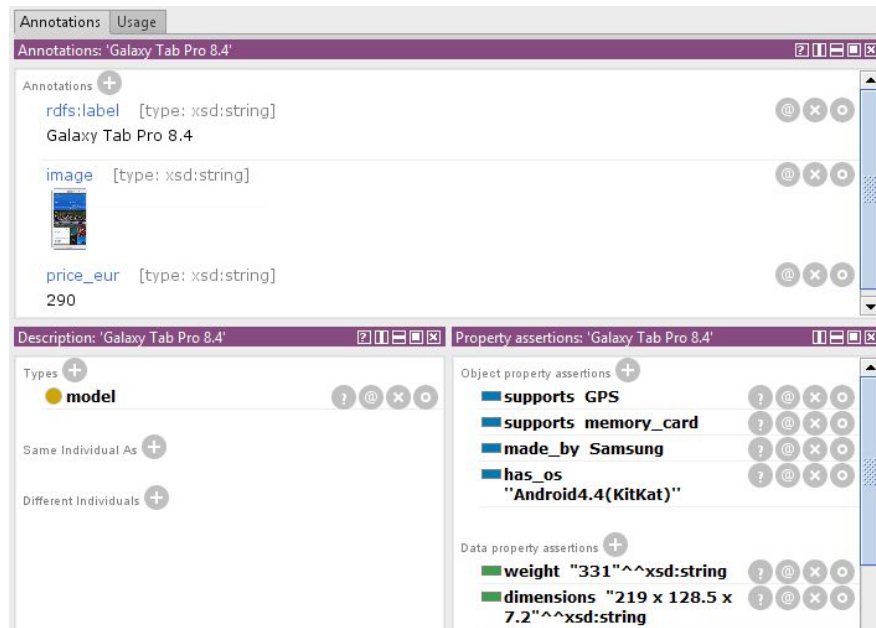 Annotations Usage
Annotations: 'Galaxy Tab Pro 8.4'
Annotations
rdfs:label [type: xsd:string]
Galaxy Tab Pro 8.4
image [type: xsd:string]
price_eur [type: xsd:string]
290
Description: 'Galaxy Tab Pro 8.4'
Types
model
Same Individual As
Different Individuals
Property assertions: 'Galaxy Tab Pro 8.4'
Object property assertions
supports GPS
supports memory_card
made_by Samsung
has_os
"Android4.4(KitKat)"
Data property assertions
weight "331"^^xsd:string
dimensions "219 x 128.5 x
7.2"^^xsd:string